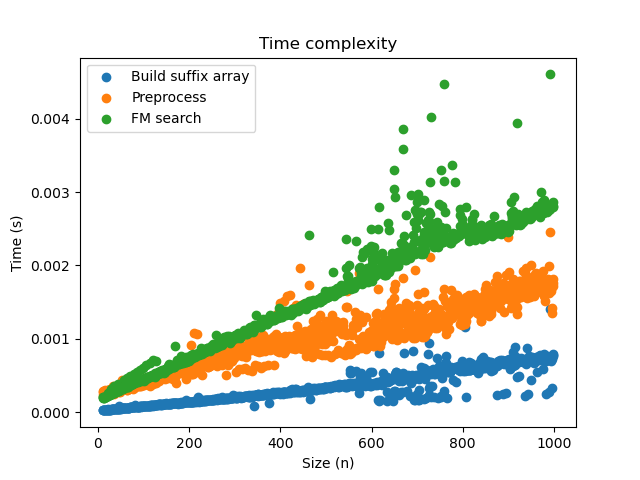 Time complexity
Build suffix array
Preprocess
FM search
Time (s)
0.004
0.003
0.002
0.001
0.000
0
200
400
600
800
1000
Size (n)